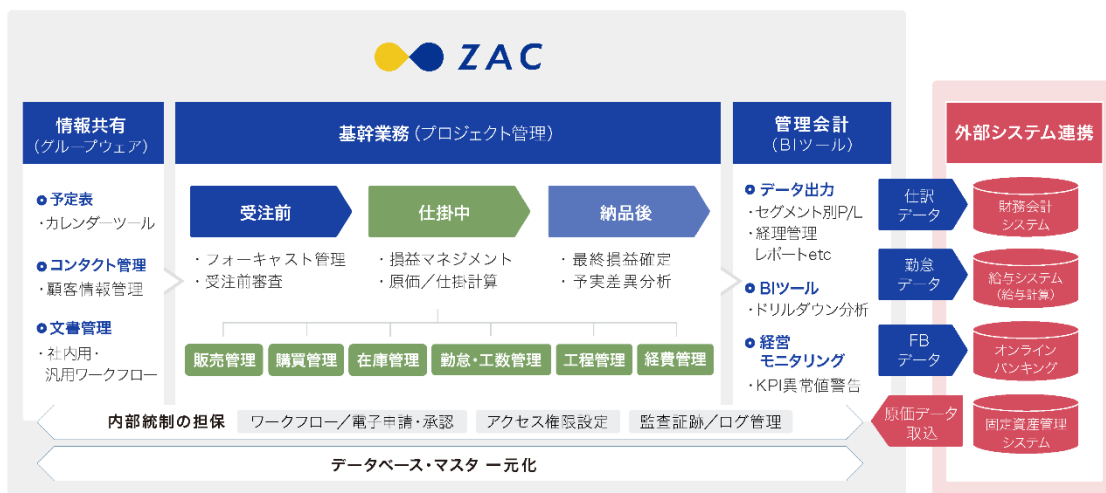 ZAC
情報共有
(グループウェア)
予定表
・カレンダーツール
コンタクト管理
・顧客情報管理
文書管理
・社内用・
汎用ワークフロー
基幹業務(プロジェクト管理)
受注前
・フォーキャスト管理
・受注前審査
仕掛中
・損益マネジメント
・原価/仕掛計算
納品後
・最終損益確定
・予実差異分析
販売管理
購買管理
在庫管理
勤怠・工数管理
工程管理
経費管理
管理会計
(BIツール)
データ出力
・セグメント別P/L
・経理管理
レポートetc
BIツール
・ドリルダウン分析
経営
モニタリング
・KPI異常値警告
外部システム連携
仕訳
データ
財務会計
システム
勤怠
データ
給与システム
(給与計算)
FB
データ
オンライン
バンキング
原価データ
取込
固定資産管理
システム
内部統制の担保
ワークフロー/電子申請・承認
アクセス権限設定
監査証跡/ログ管理
データベース・マスタ 一元化